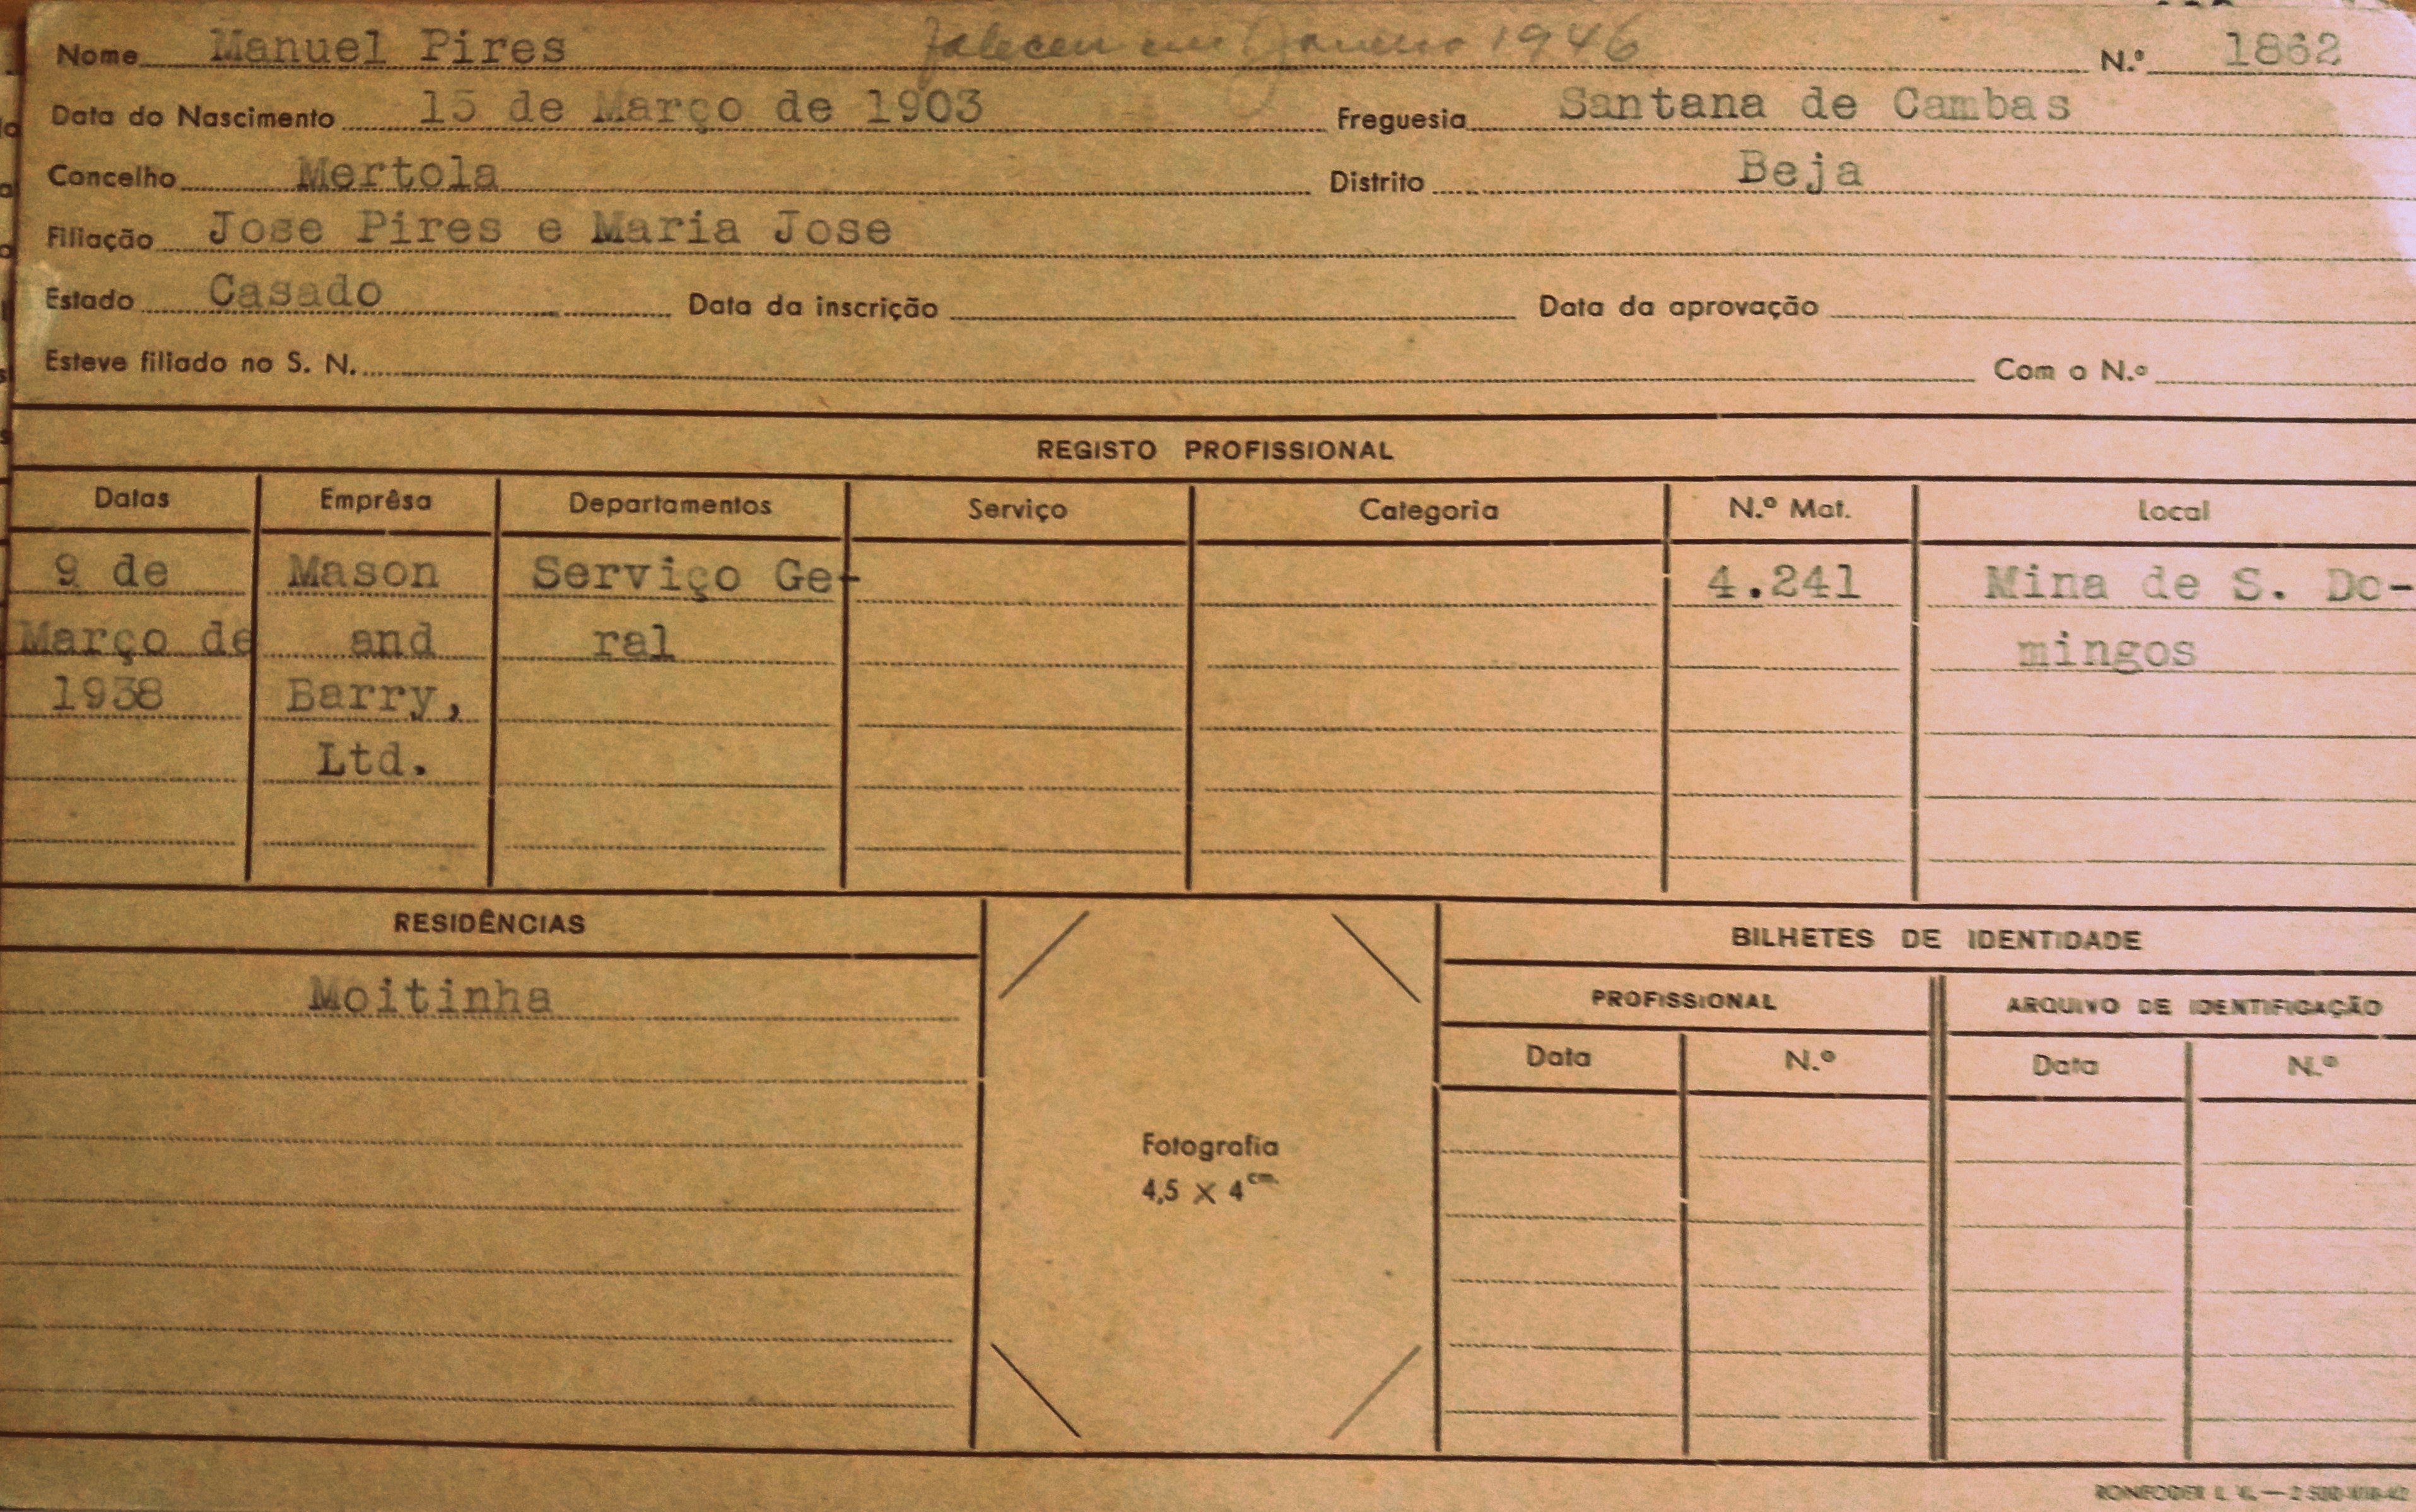 Nome Manuel Pires faleceu em Janeiro 1946 N.º 1862
Data do Nascimento 15 de Março de 1903 Freguesia Santana de Cambas
Concelho Mertola Distrito Beja
Filiação Jose Pires e Maria Jose
Estado Casado Data da inscrição Data da aprovação
Esteve filiado no S. N. Com o N.º
REGISTO PROFISSIONAL
Datas Emprêsa Departamentos Serviço Categoria N.º Mat. Local
9 de Mason Serviço Ge- 4.241 Mina de S. Do-
Março de and ral mingos
1938 Barry,
Ltd.
RESIDÊNCIAS BILHETES DE IDENTIDADE
Moitinha PROFISSIONAL ARQUIVO DE IDENTIFICAÇÃO
Data N.º Data N.º
Fotografia
4,5 × 4 cm.